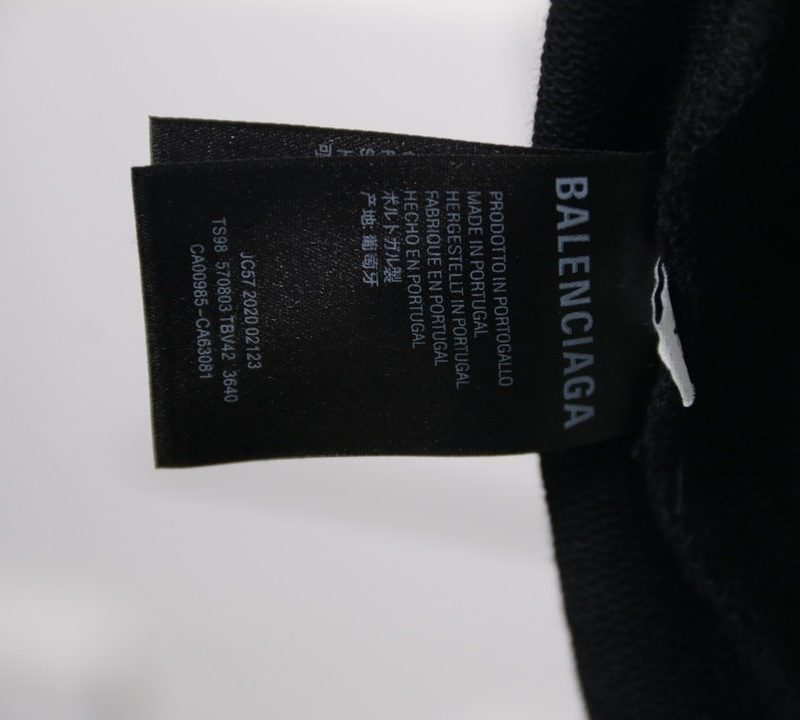 BALENCIAGA
PRODOTTO IN PORTOGALLO
MADE IN PORTUGAL
HERGESTELLT IN PORTUGAL
FABRIQUE EN PORTUGAL
HECHO EN PORTUGAL
ポルトガル製
产地: 葡萄牙
JC57 2020 02123
TS98 570803 TBV42 3640
CA00985-CA63081